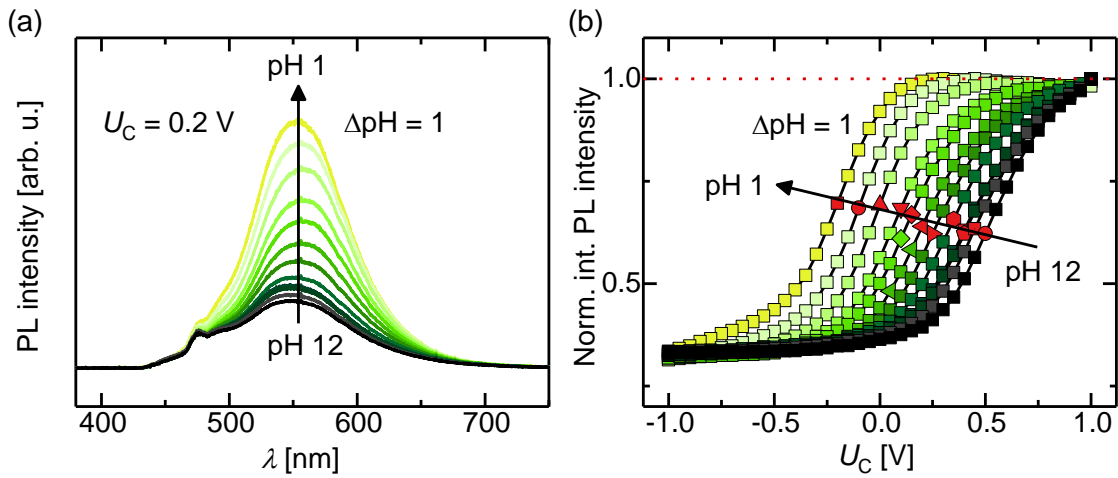 (a)
PL intensity [arb. u.]
pH 1
U_C = 0.2 V
ΔpH = 1
pH 12
400 500 600 700
λ [nm]
(b)
Norm. int. PL intensity
1.0
0.5
ΔpH = 1
pH 1
pH 12
-1.0 -0.5 0.0 0.5 1.0
U_C [V]